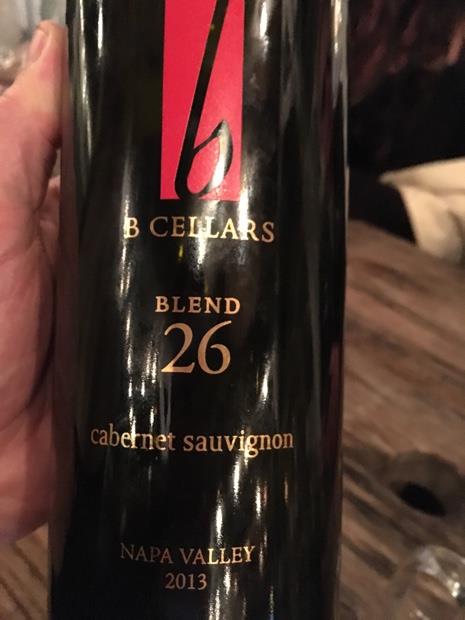 b
B CELLARS
BLEND
26
cabernet sauvignon
NAPA VALLEY
2013